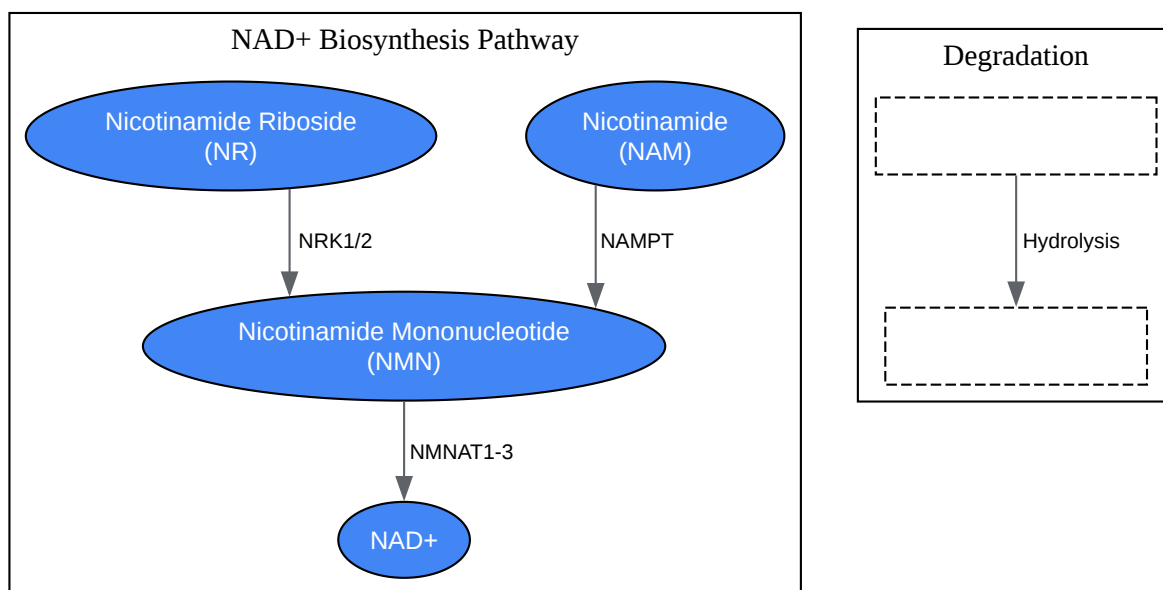 NAD+ Biosynthesis Pathway
Nicotinamide Riboside
(NR)
Nicotinamide
(NAM)
NRK1/2
NAMPT
Nicotinamide Mononucleotide
(NMN)
NMNAT1-3
NAD+
Degradation
Hydrolysis